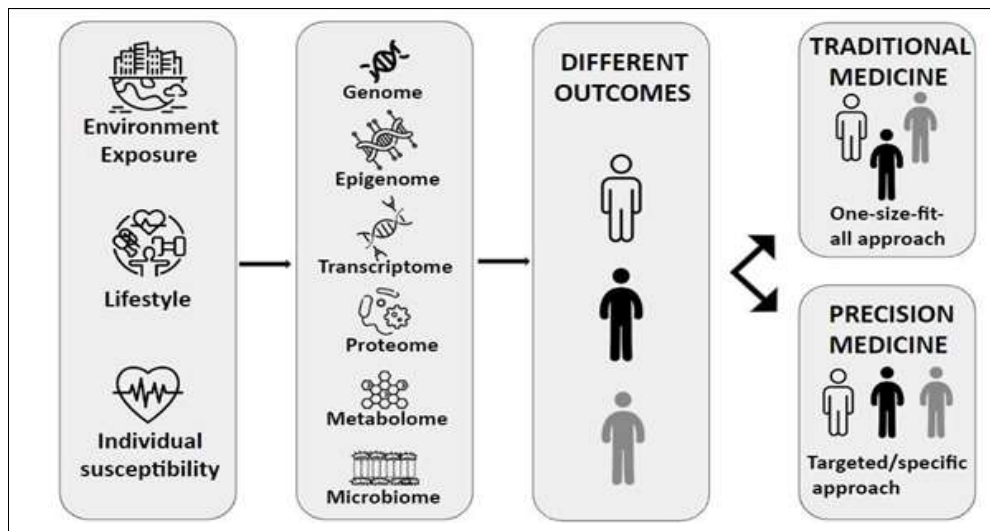 Environment
Exposure
Lifestyle
Individual
susceptibility
Genome
Epigenome
Transcriptome
Proteome
Metabolome
Microbiome
DIFFERENT
OUTCOMES
TRADITIONAL
MEDICINE
One-size-fit-
all approach
PRECISION
MEDICINE
Targeted/specific
approach